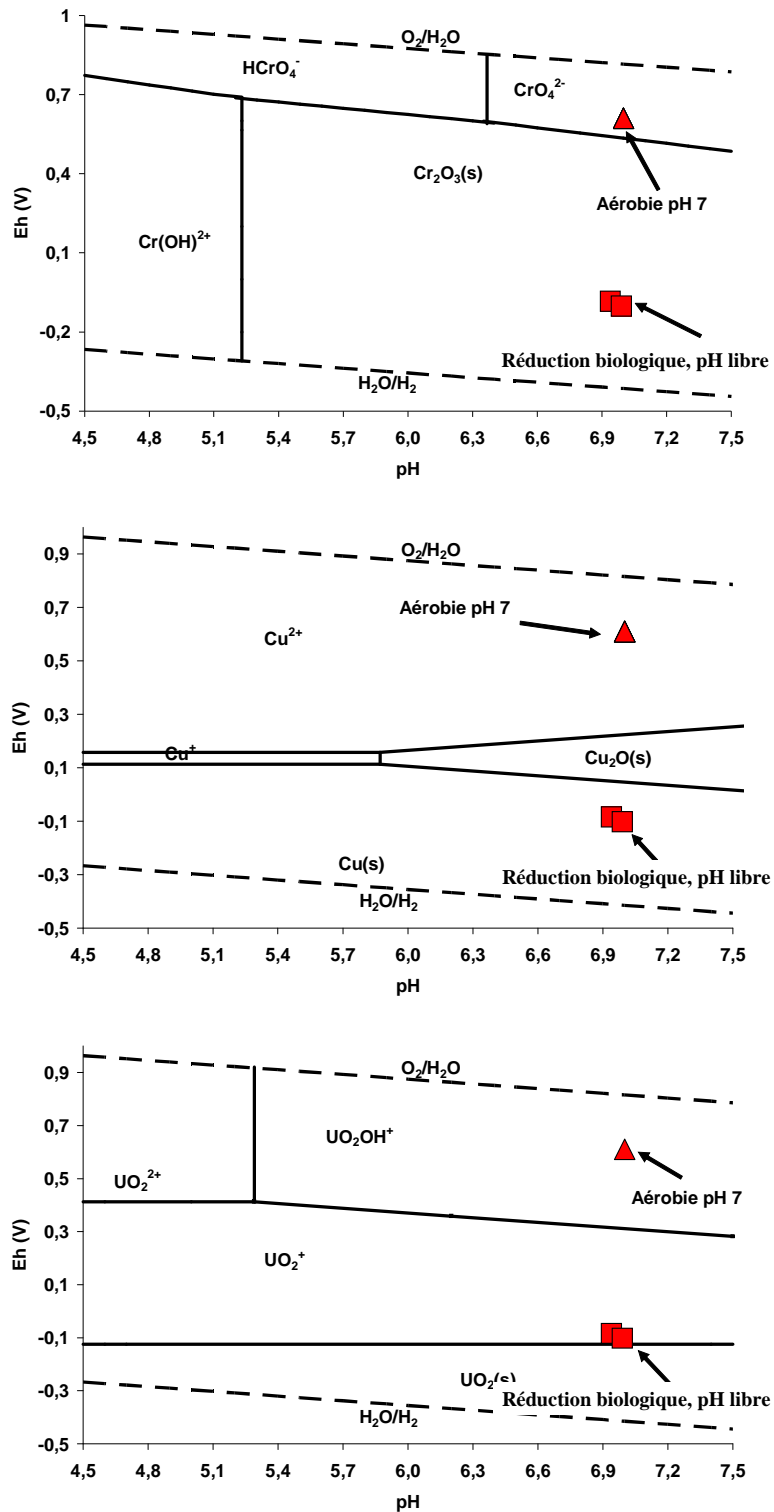 1
O₂/H₂O
HCrO₄⁻
CrO₄²⁻
0,7
Cr₂O₃(s)
0,4
Aérobie pH 7
Eh (V)
Cr(OH)²⁺
0,1
-0,2
Réduction biologique, pH libre
H₂O/H₂
-0,5
4,5 4,8 5,1 5,4 5,7 6,0 6,3 6,6 6,9 7,2 7,5
pH
O₂/H₂O
0,9
0,7
Aérobie pH 7
Cu²⁺
0,5
Eh (V)
0,3
Cu⁺
Cu₂O(s)
0,1
-0,1
Cu(s)
Réduction biologique, pH libre
-0,3
H₂O/H₂
-0,5
4,5 4,8 5,1 5,4 5,7 6,0 6,3 6,6 6,9 7,2 7,5
pH
O₂/H₂O
0,9
0,7
UO₂OH⁺
UO₂²⁺
Aérobie pH 7
0,5
Eh (V)
0,3
UO₂⁺
0,1
-0,1
UO₂(s)
Réduction biologique, pH libre
-0,3
H₂O/H₂
-0,5
4,5 4,8 5,1 5,4 5,7 6,0 6,3 6,6 6,9 7,2 7,5
pH